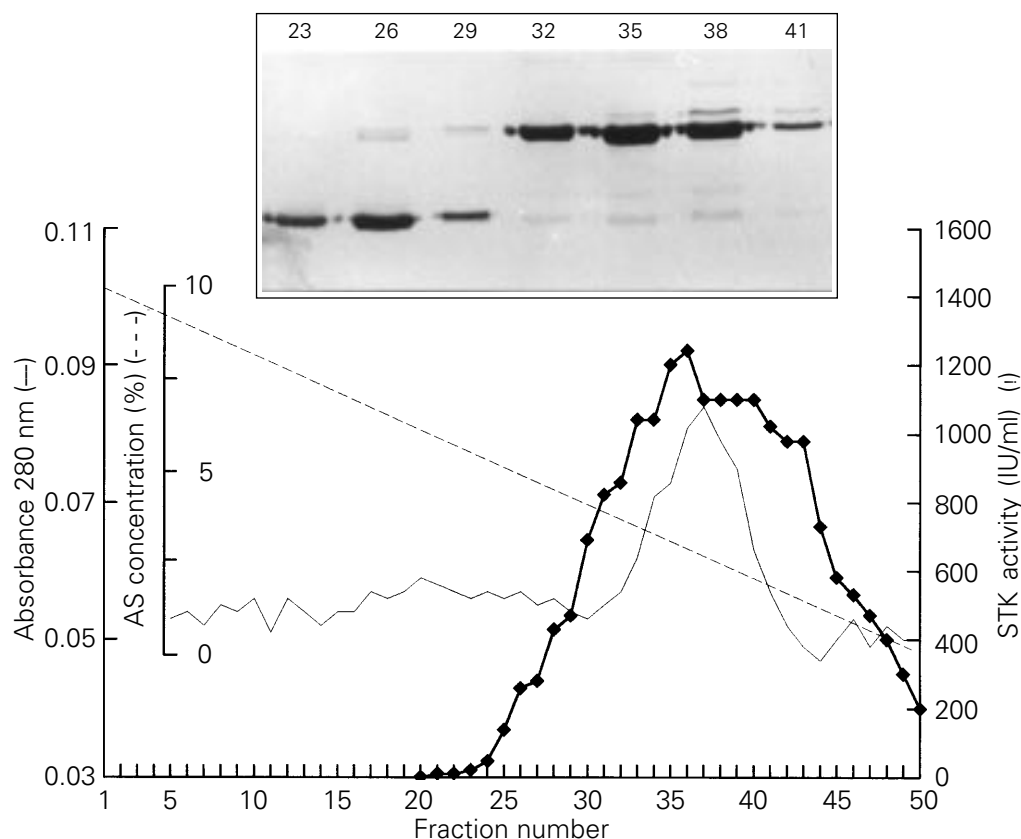 23 26 29 32 35 38 41
0.11
0.09
0.07
0.05
0.03
Absorbance 280 nm (—)
10
5
0
AS concentration (%) (- - -)
1600
1400
1200
1000
800
600
400
200
0
STK activity (IU/ml) (!)
1 5 10 15 20 25 30 35 40 45 50
Fraction number